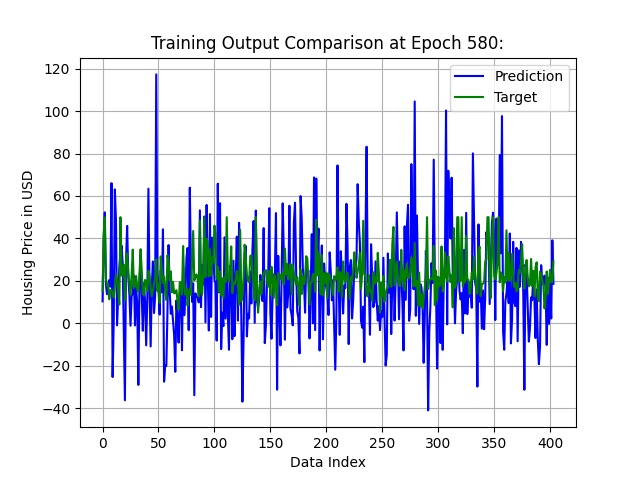 Training Output Comparison at Epoch 580:
Prediction
Target
120
100
80
60
40
20
0
−20
−40
Housing Price in USD
0 50 100 150 200 250 300 350 400
Data Index